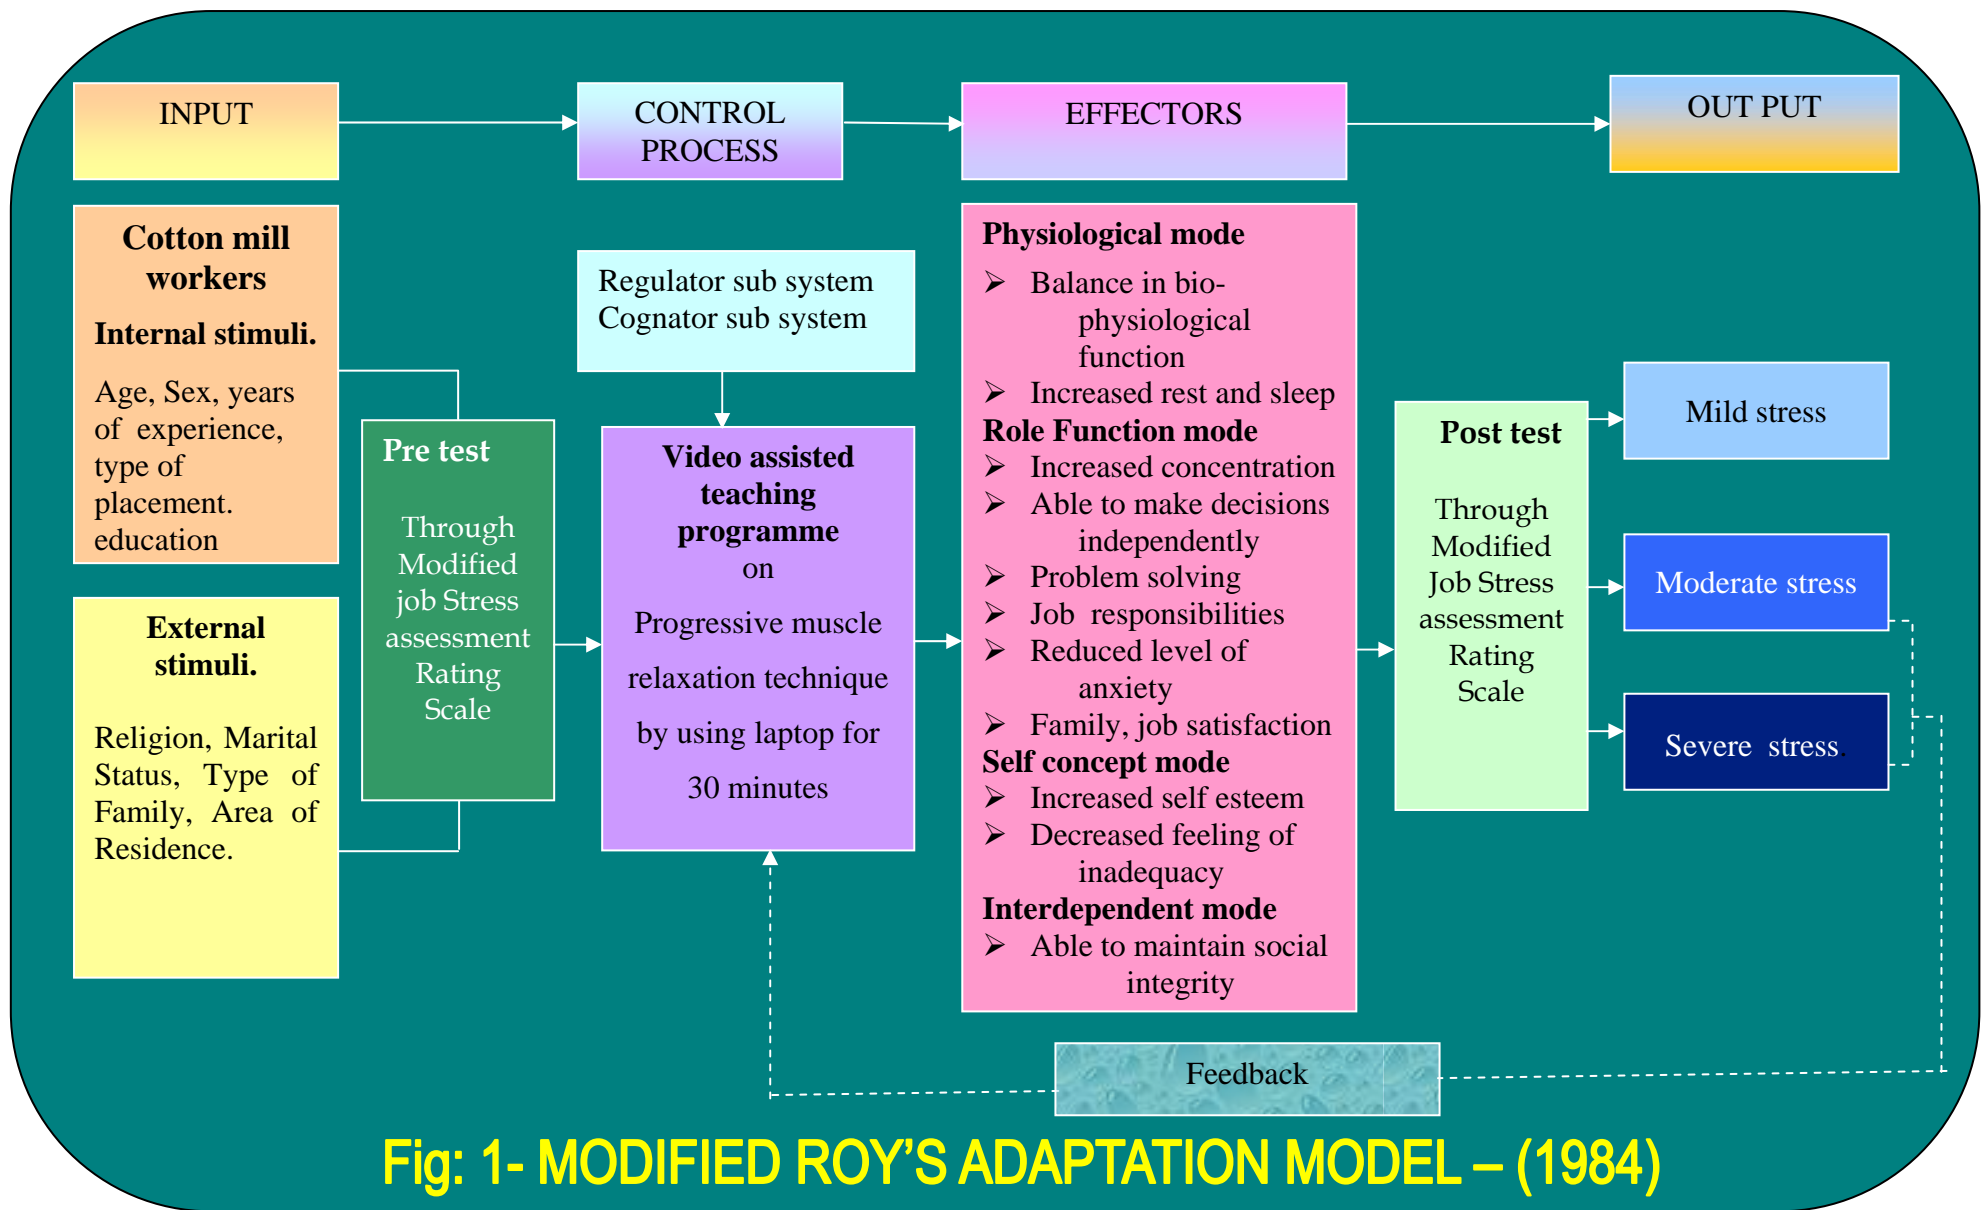 INPUT
CONTROL
PROCESS
EFFECTORS
OUT PUT
Cotton mill
workers
Internal stimuli.
Age, Sex, years
of experience,
type of
placement.
education
External
stimuli.
Religion, Marital
Status, Type of
Family, Area of
Residence.
Pre test
Through
Modified
job Stress
assessment
Rating
Scale
Regulator sub system
Cognator sub system
Video assisted
teaching
programme
on
Progressive muscle
relaxation technique
by using laptop for
30 minutes
Physiological mode
➢ Balance in bio-
physiological
function
➢ Increased rest and sleep
Role Function mode
➢ Increased concentration
➢ Able to make decisions
independently
➢ Problem solving
➢ Job responsibilities
➢ Reduced level of
anxiety
➢ Family, job satisfaction
Self concept mode
➢ Increased self esteem
➢ Decreased feeling of
inadequacy
Interdependent mode
➢ Able to maintain social
integrity
Post test
Through
Modified
Job Stress
assessment
Rating
Scale
Mild stress
Moderate stress
Severe stress.
Feedback
Fig: 1- MODIFIED ROY’S ADAPTATION MODEL – (1984)